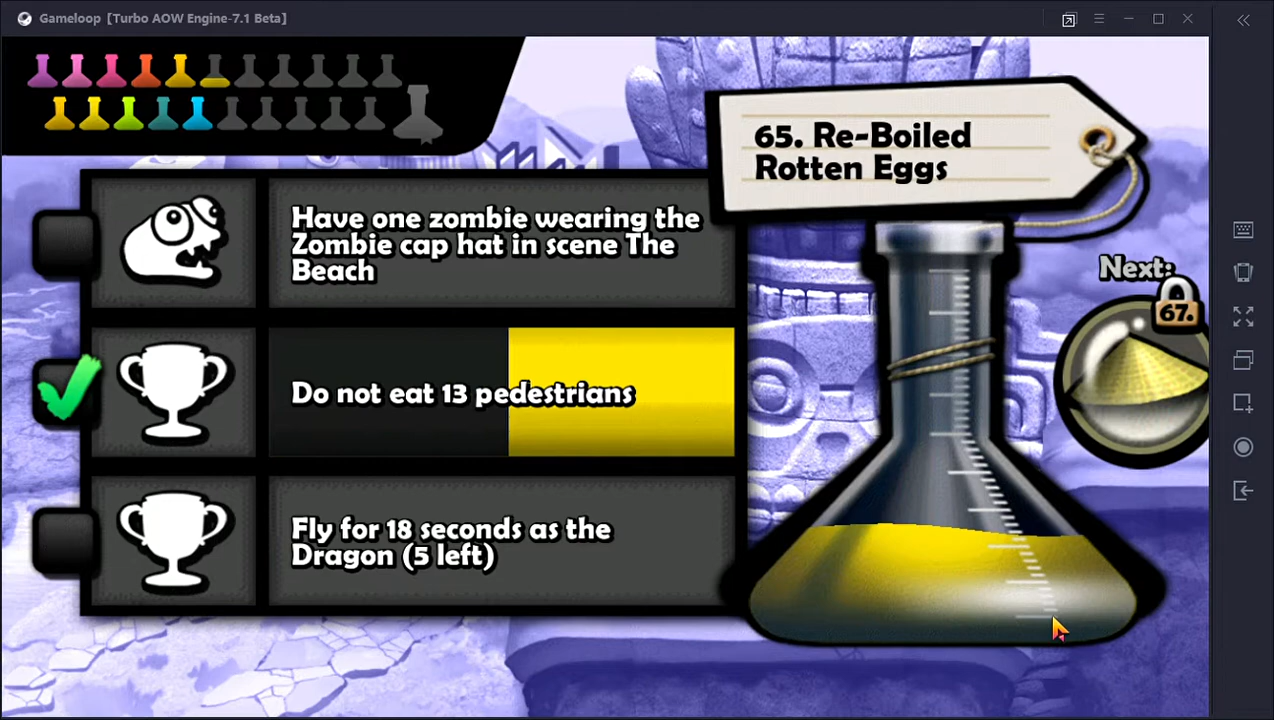 Gameloop【Turbo AOW Engine-7.1 Beta】
65. Re-Boiled
Rotten Eggs
Have one zombie wearing the
Zombie cap hat in scene The
Beach
Next:
67.
Do not eat 13 pedestrians
Fly for 18 seconds as the
Dragon (5 left)